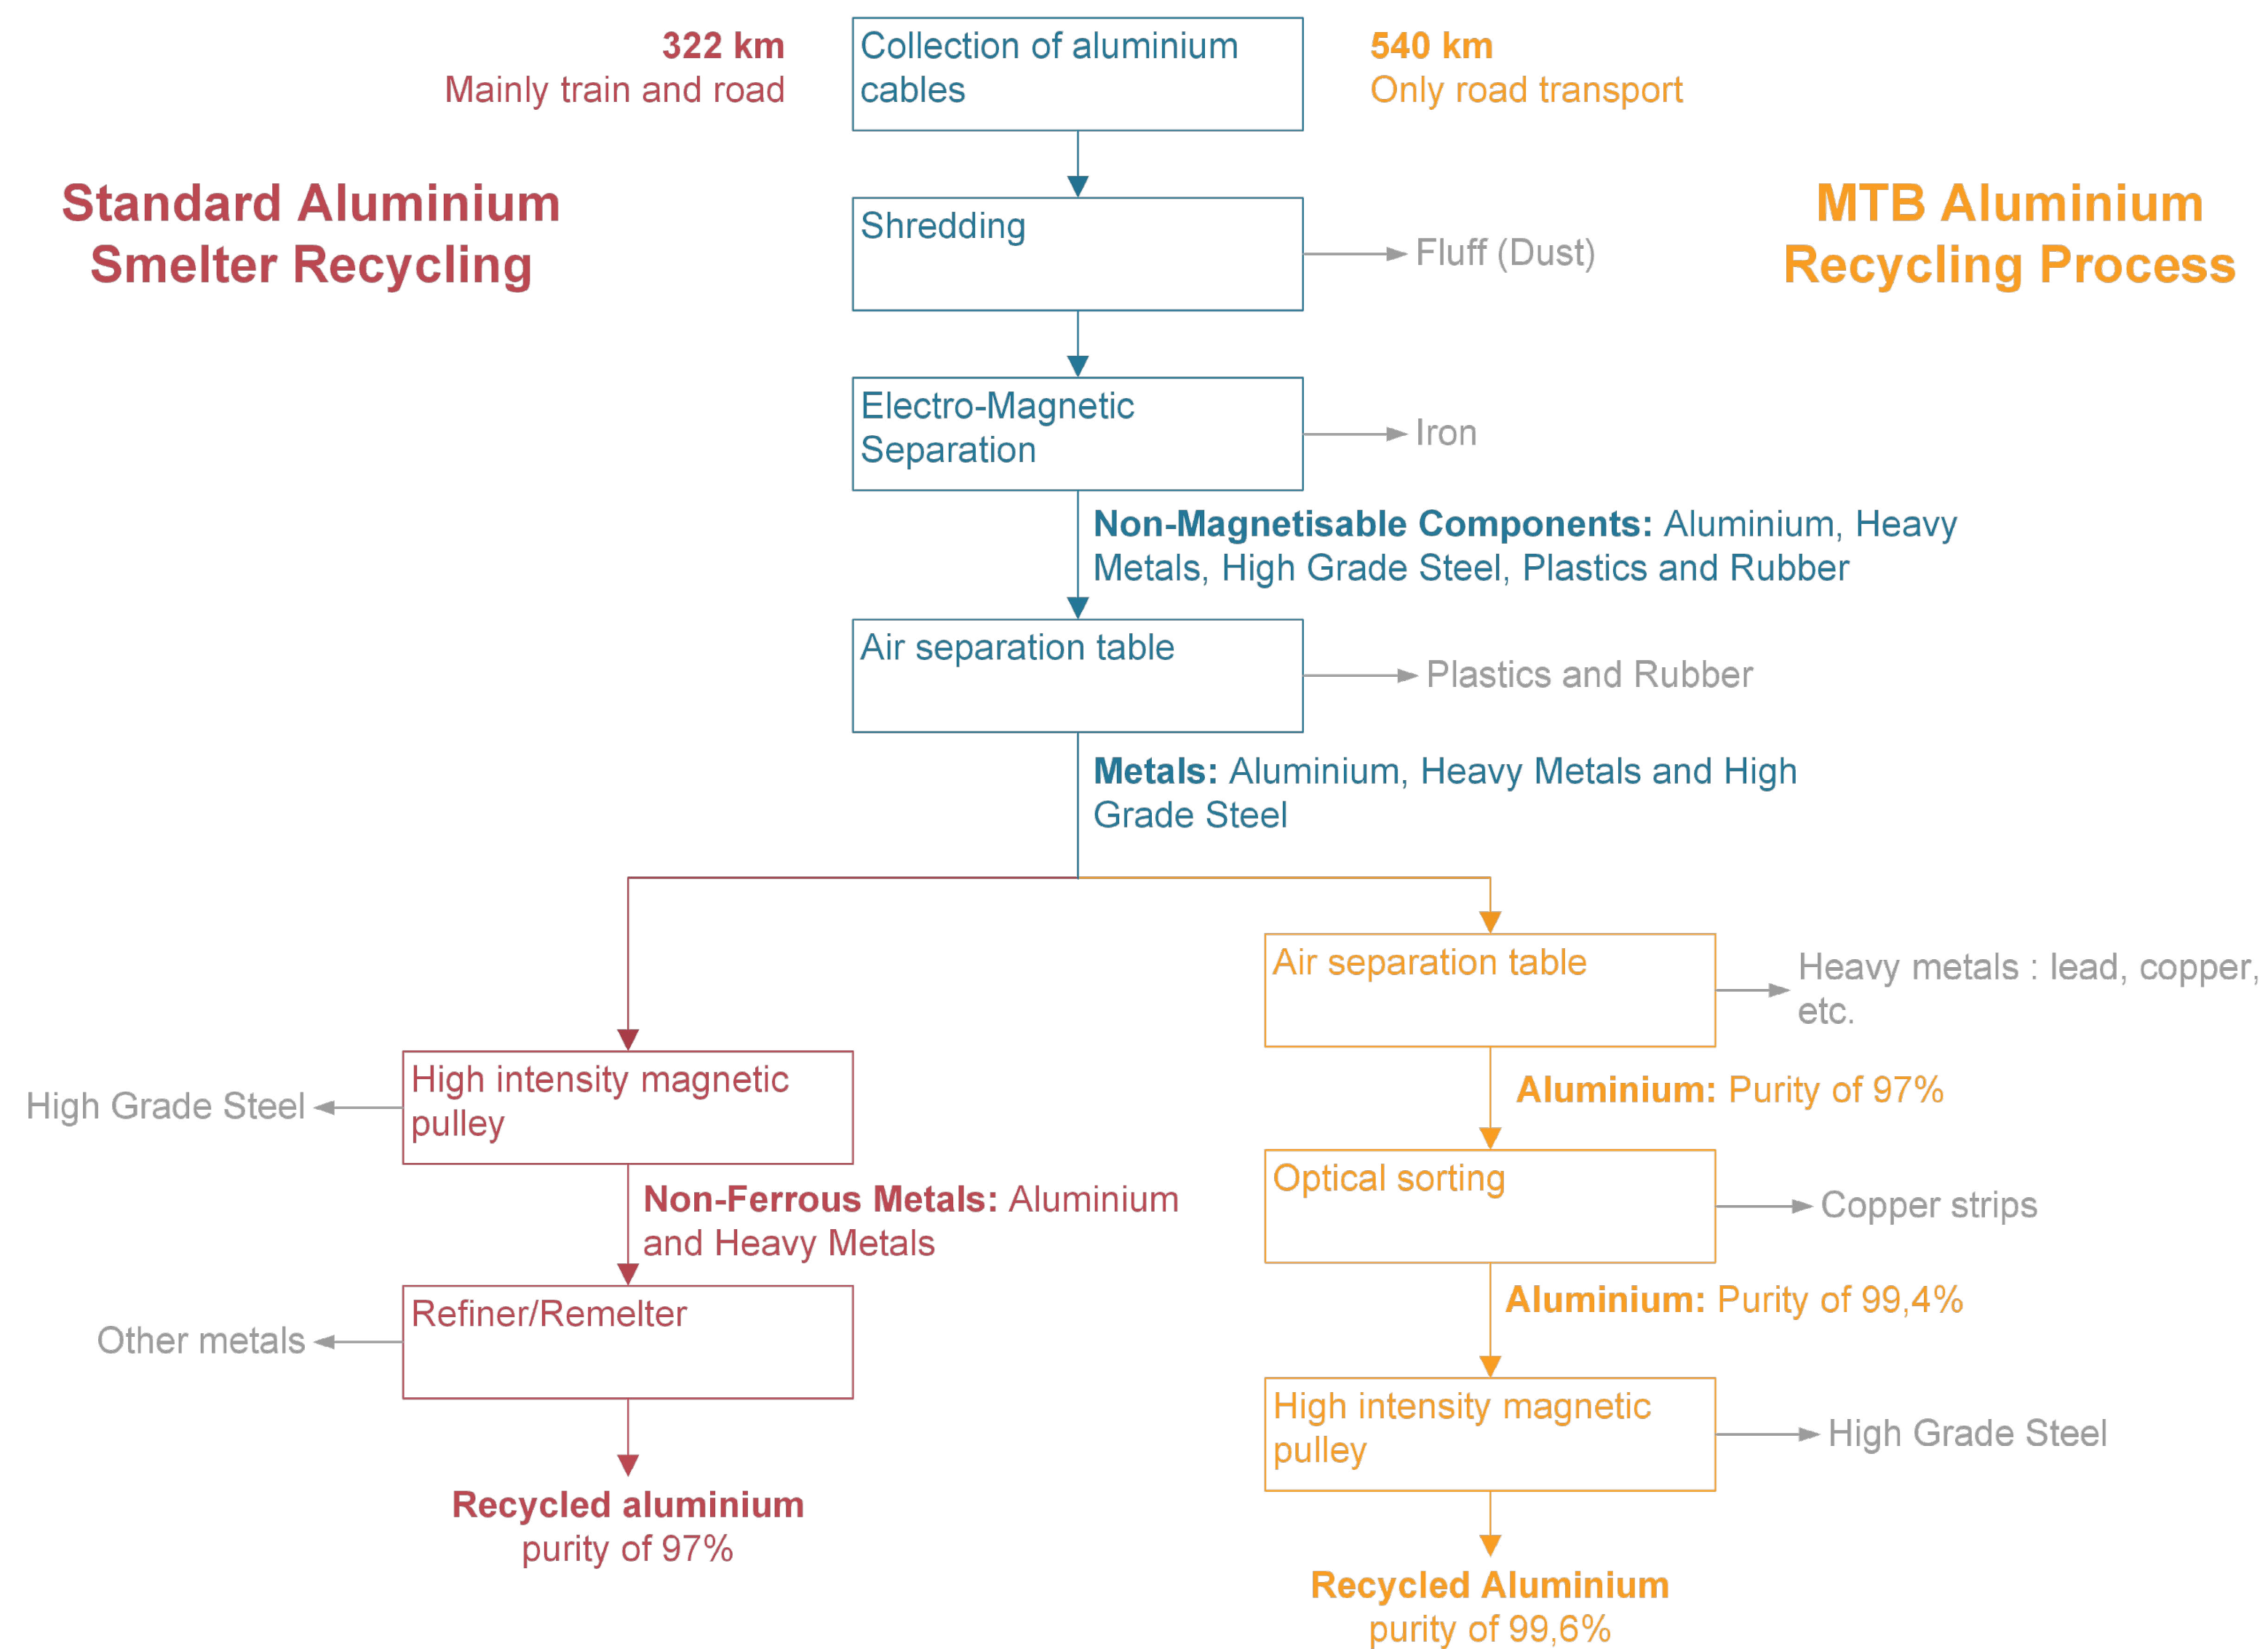 322 km
Mainly train and road
Collection of aluminium
cables
540 km
Only road transport
Standard Aluminium
Smelter Recycling
MTB Aluminium
Recycling Process
Shredding
Fluff (Dust)
Electro-Magnetic
Separation
Iron
Non-Magnetisable Components: Aluminium, Heavy
Metals, High Grade Steel, Plastics and Rubber
Air separation table
Plastics and Rubber
Metals: Aluminium, Heavy Metals and High
Grade Steel
High intensity magnetic
pulley
High Grade Steel
Non-Ferrous Metals: Aluminium
and Heavy Metals
Refiner/Remelter
Other metals
Recycled aluminium
purity of 97%
Air separation table
Heavy metals : lead, copper,
etc.
Aluminium: Purity of 97%
Optical sorting
Copper strips
Aluminium: Purity of 99,4%
High intensity magnetic
pulley
High Grade Steel
Recycled Aluminium
purity of 99,6%